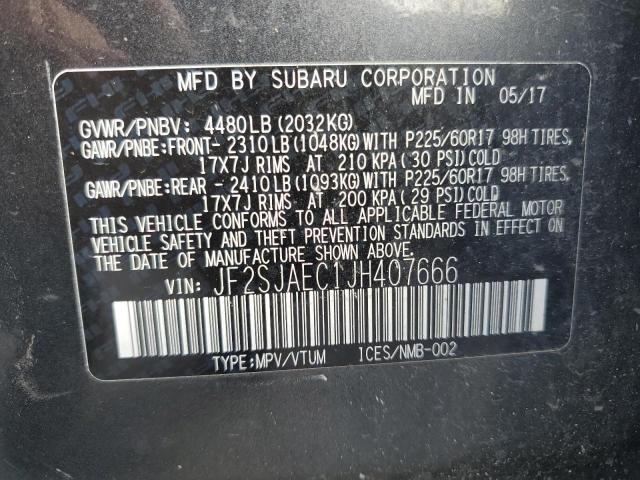 MFD BY SUBARU CORPORATION
MFD IN 05/17
GVWR/PNBV: 4480LB(2032KG)
GAWR/PNBE:FRONT- 2310LB(1048KG)WITH P225/60R17 98H TIRES,
17X7J RIMS AT 210 KPA(30 PSI)COLD
GAWR/PNBE:REAR - 2410LB(1093KG)WITH P225/60R17 98H TIRES,
17X7J RIMS AT 200 KPA(29 PSI)COLD
THIS VEHICLE CONFORMS TO ALL APPLICABLE FEDERAL MOTOR
VEHICLE SAFETY AND THEFT PREVENTION STANDARDS IN EFFECT
ON THE DATE OF MANUFACTURE SHOWN ABOVE.
VIN: JF2SJAEC1JH407666
TYPE:MPV/VTUM ICES/NMB-002